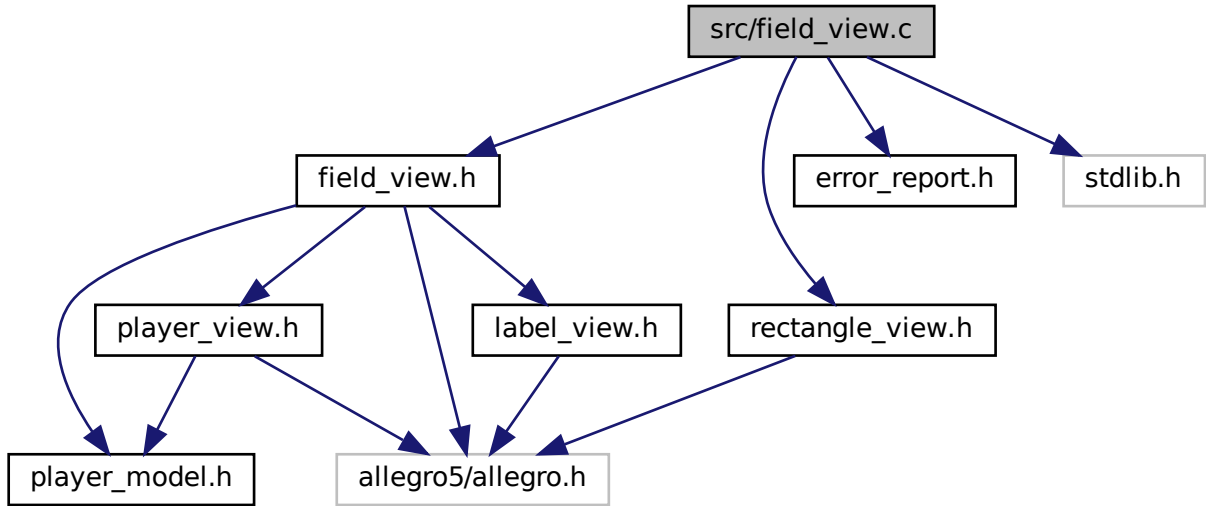 src/field_view.c
field_view.h
error_report.h
stdlib.h
player_view.h
label_view.h
rectangle_view.h
player_model.h
allegro5/allegro.h